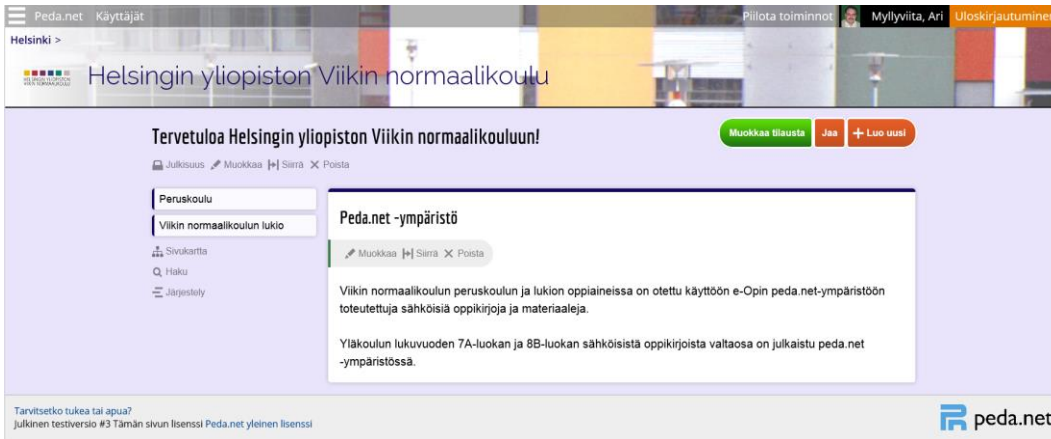 Peda.net Käyttäjät Piilota toiminnot Myllyviita, Ari Uloskirjautuminen
Helsinki >
Helsingin yliopiston Viikin normaalikoulu
Tervetuloa Helsingin yliopiston Viikin normaalikouluun! Muokkaa tilausta Jaa + Luo uusi
Julkisuus Muokkaa Siirrä Poista
Peruskoulu
Viikin normaalikoulun lukio
Sivukartta
Haku
Järjestely
Peda.net -ympäristö
Muokkaa Siirrä Poista
Viikin normaalikoulun peruskoulun ja lukion oppiaineissa on otettu käyttöön e-Opin peda.net-ympäristöön
toteutettuja sähköisiä oppikirjoja ja materiaaleja.
Yläkoulun lukuvuoden 7A-luokan ja 8B-luokan sähköisistä oppikirjoista valtaosa on julkaistu peda.net
-ympäristössä.
Tarvitsetko tukea tai apua?
Julkinen testiversio #3 Tämän sivun lisenssi Peda.net yleinen lisenssi
peda.net